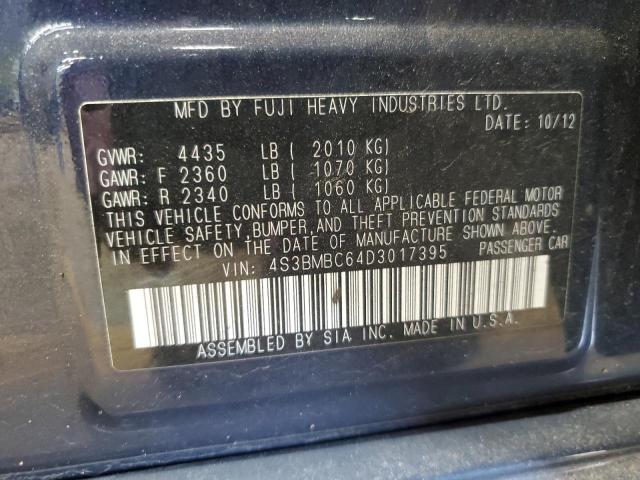 MFD BY FUJI HEAVY INDUSTRIES LTD.
DATE: 10/12
GVWR: 4435 LB ( 2010 KG)
GAWR: F 2360 LB ( 1070 KG)
GAWR: R 2340 LB ( 1060 KG)
THIS VEHICLE CONFORMS TO ALL APPLICABLE FEDERAL MOTOR
VEHICLE SAFETY, BUMPER, AND THEFT PREVENTION STANDARDS
IN EFFECT ON THE DATE OF MANUFACTURE SHOWN ABOVE.
VIN: 4S3BMBC64D3017395 PASSENGER CAR
ASSEMBLED BY SIA INC. MADE IN U.S.A.